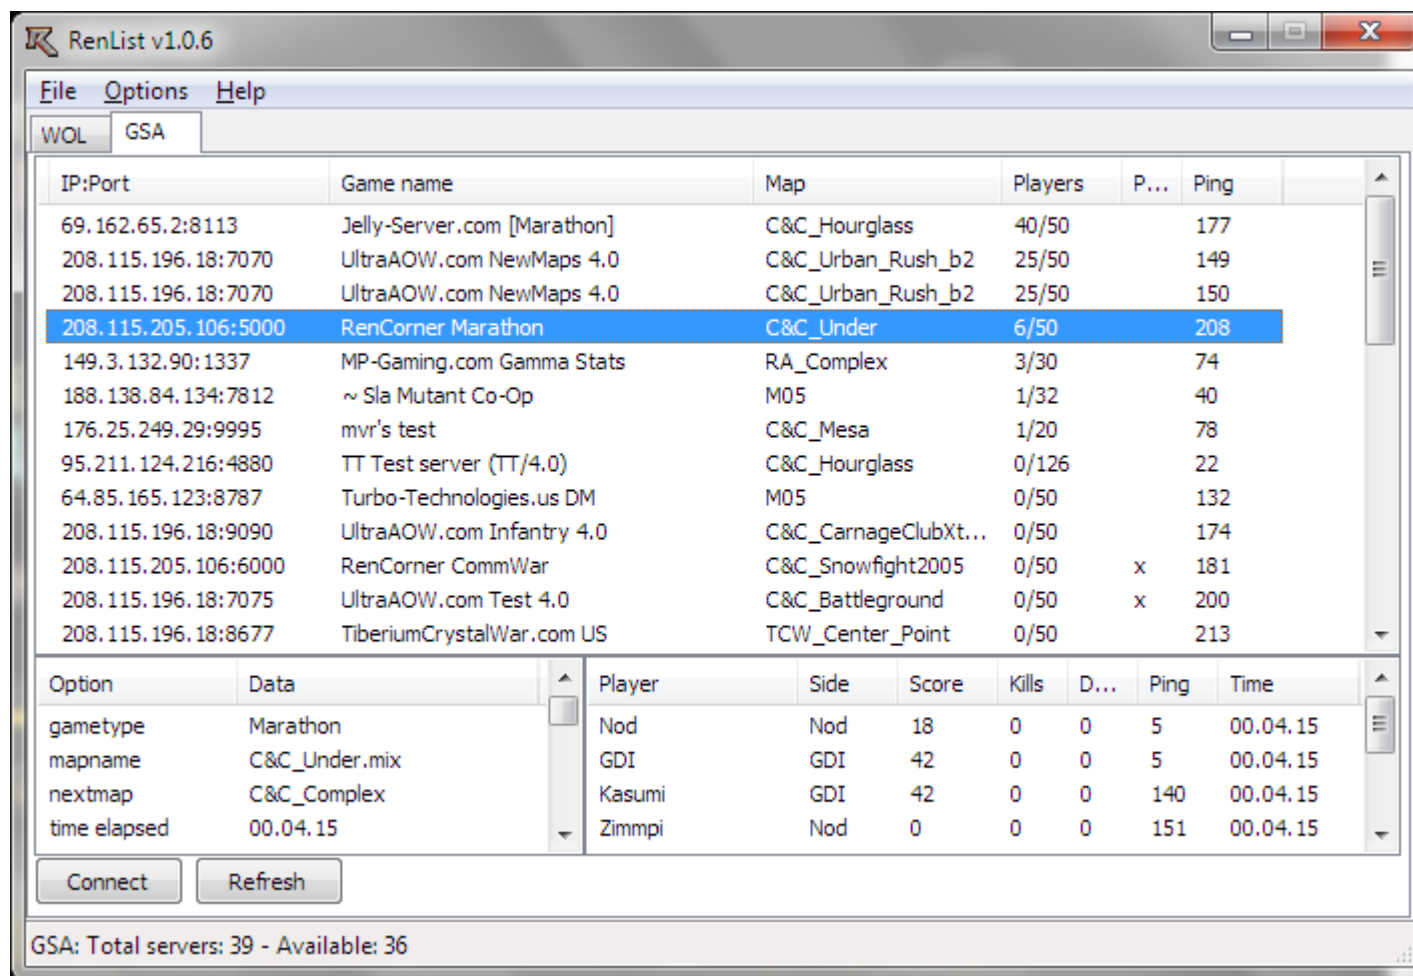 RenList v1.0.6
File Options Help
WOL GSA
IP:Port Game name Map Players P... Ping
69.162.65.2:8113 Jelly-Server.com [Marathon] C&C_Hourglass 40/50 177
208.115.196.18:7070 UltraAOW.com NewMaps 4.0 C&C_Urban_Rush_b2 25/50 149
208.115.196.18:7070 UltraAOW.com NewMaps 4.0 C&C_Urban_Rush_b2 25/50 150
208.115.205.106:5000 RenCorner Marathon C&C_Under 6/50 208
149.3.132.90:1337 MP-Gaming.com Gamma Stats RA_Complex 3/30 74
188.138.84.134:7812 ~ Sla Mutant Co-Op M05 1/32 40
176.25.249.29:9995 mvr's test C&C_Mesa 1/20 78
95.211.124.216:4880 TT Test server (TT/4.0) C&C_Hourglass 0/126 22
64.85.165.123:8787 Turbo-Technologies.us DM M05 0/50 132
208.115.196.18:9090 UltraAOW.com Infantry 4.0 C&C_CarnageClubXt... 0/50 174
208.115.205.106:6000 RenCorner CommWar C&C_Snowfight2005 0/50 x 181
208.115.196.18:7075 UltraAOW.com Test 4.0 C&C_Battleground 0/50 x 200
208.115.196.18:8677 TiberiumCrystalWar.com US TCW_Center_Point 0/50 213
Option Data
gametype Marathon
mapname C&C_Under.mix
nextmap C&C_Complex
time elapsed 00.04.15
Player Side Score Kills D... Ping Time
Nod Nod 18 0 0 5 00.04.15
GDI GDI 42 0 0 5 00.04.15
Kasumi GDI 42 0 0 140 00.04.15
Zimmpi Nod 0 0 0 151 00.04.15
Connect Refresh
GSA: Total servers: 39 - Available: 36